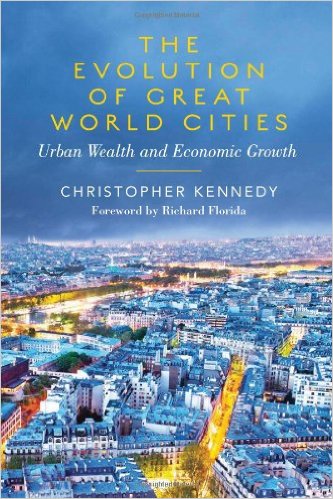 THE
EVOLUTION
OF GREAT
WORLD CITIES
Urban Wealth and Economic Growth
CHRISTOPHER KENNEDY
Foreword by Richard Florida